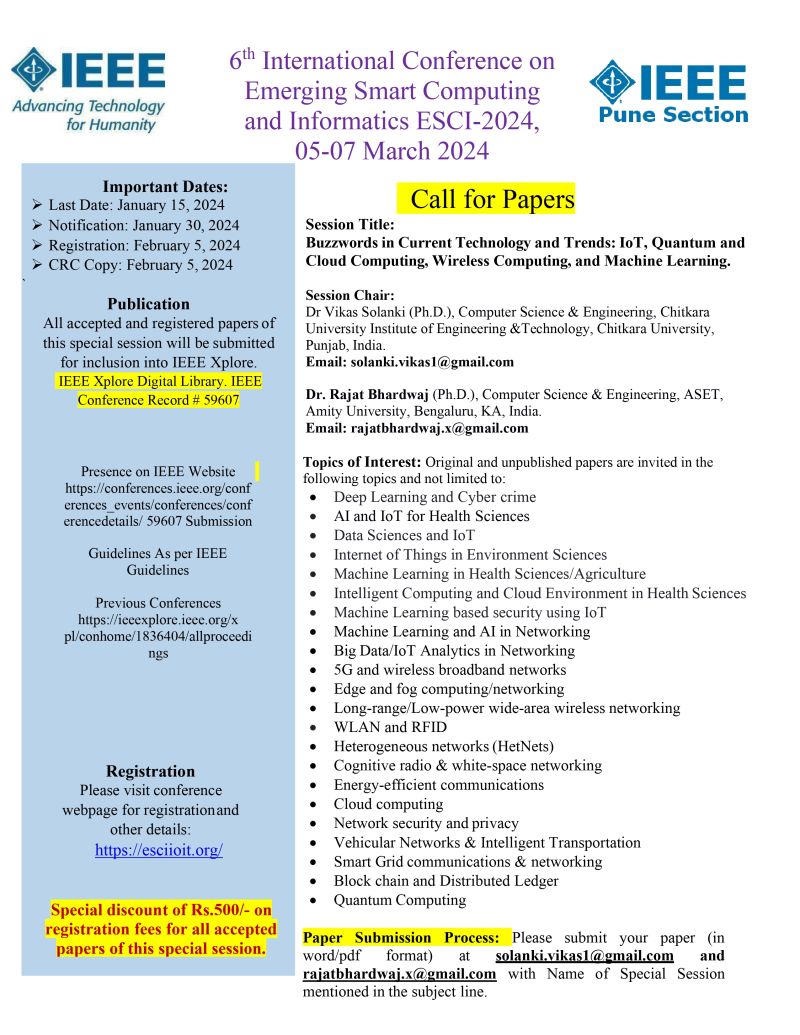 IEEE
Advancing Technology
for Humanity
6th International Conference on
Emerging Smart Computing
and Informatics ESCI-2024,
05-07 March 2024
IEEE
Pune Section
Important Dates:
➢ Last Date: January 15, 2024
➢ Notification: January 30, 2024
➢ Registration: February 5, 2024
➢ CRC Copy: February 5, 2024
`
Publication
All accepted and registered papers of
this special session will be submitted
for inclusion into IEEE Xplore.
IEEE Xplore Digital Library. IEEE
Conference Record # 59607
Presence on IEEE Website
https://conferences.ieee.org/conf
erences_events/conferences/conf
erencedetails/ 59607 Submission
Guidelines As per IEEE
Guidelines
Previous Conferences
https://ieeexplore.ieee.org/x
pl/conhome/1836404/allproceedi
ngs
Registration
Please visit conference
webpage for registrationand
other details:
https://esciioit.org/
Special discount of Rs.500/- on
registration fees for all accepted
papers of this special session.
Call for Papers
Session Title:
Buzzwords in Current Technology and Trends: IoT, Quantum and
Cloud Computing, Wireless Computing, and Machine Learning.
Session Chair:
Dr Vikas Solanki (Ph.D.), Computer Science & Engineering, Chitkara
University Institute of Engineering &Technology, Chitkara University,
Punjab, India.
Email: solanki.vikas1@gmail.com
Dr. Rajat Bhardwaj (Ph.D.), Computer Science & Engineering, ASET,
Amity University, Bengaluru, KA, India.
Email: rajatbhardwaj.x@gmail.com
Topics of Interest: Original and unpublished papers are invited in the
following topics and not limited to:
• Deep Learning and Cyber crime
• AI and IoT for Health Sciences
• Data Sciences and IoT
• Internet of Things in Environment Sciences
• Machine Learning in Health Sciences/Agriculture
• Intelligent Computing and Cloud Environment in Health Sciences
• Machine Learning based security using IoT
• Machine Learning and AI in Networking
• Big Data/IoT Analytics in Networking
• 5G and wireless broadband networks
• Edge and fog computing/networking
• Long-range/Low-power wide-area wireless networking
• WLAN and RFID
• Heterogeneous networks (HetNets)
• Cognitive radio & white-space networking
• Energy-efficient communications
• Cloud computing
• Network security and privacy
• Vehicular Networks & Intelligent Transportation
• Smart Grid communications & networking
• Block chain and Distributed Ledger
• Quantum Computing
Paper Submission Process: Please submit your paper (in
word/pdf format) at solanki.vikas1@gmail.com and
rajatbhardwaj.x@gmail.com with Name of Special Session
mentioned in the subject line.